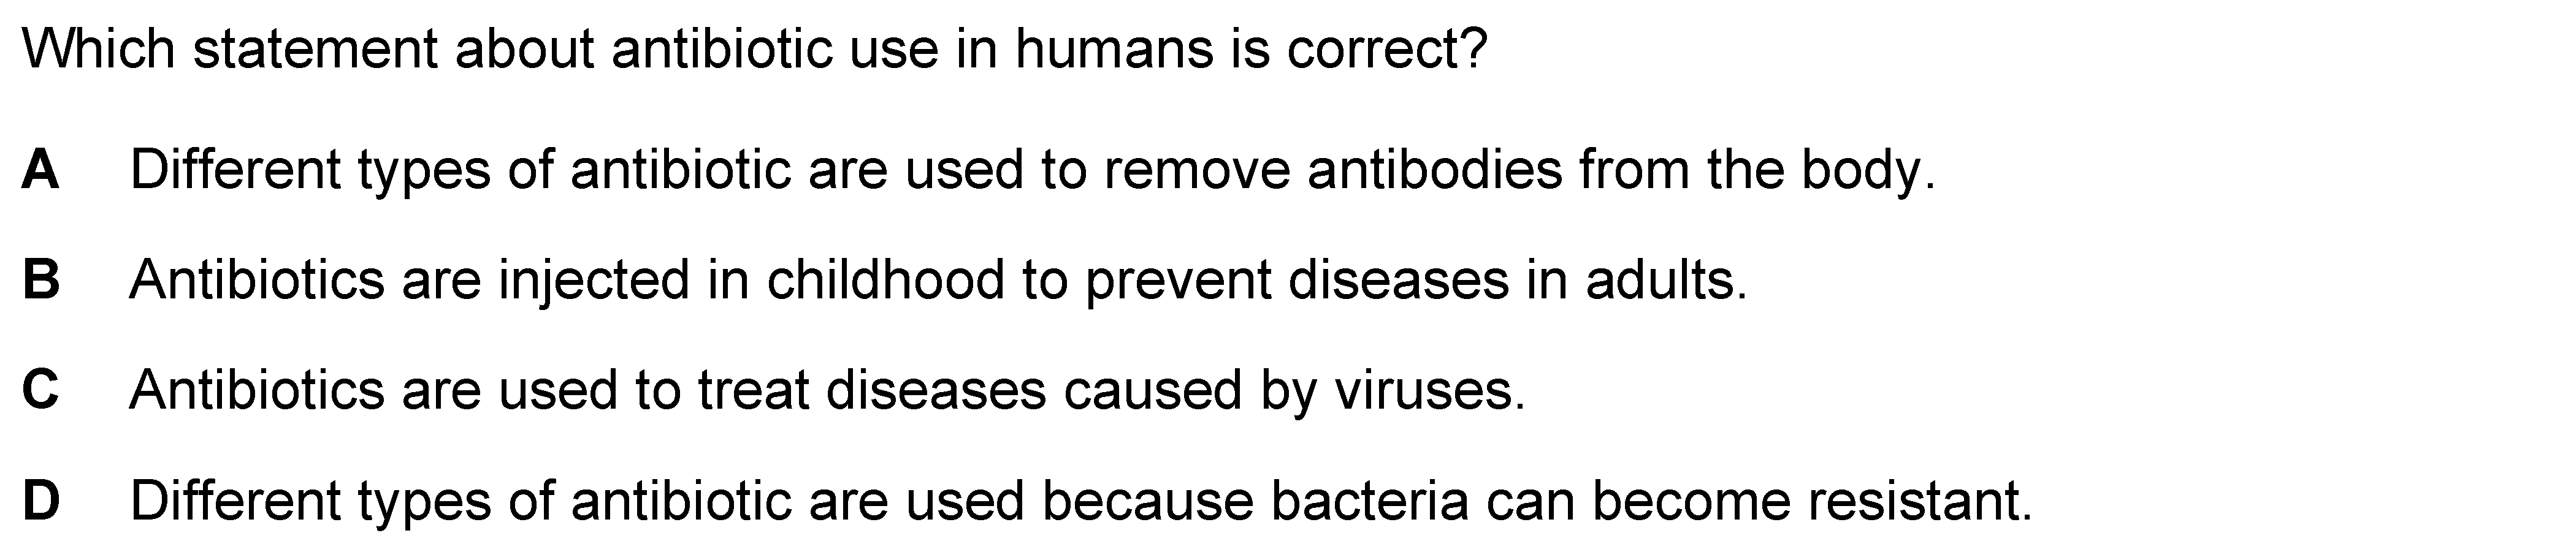 Which statement about antibiotic use in humans is correct?
A Different types of antibiotic are used to remove antibodies from the body.
B Antibiotics are injected in childhood to prevent diseases in adults.
C Antibiotics are used to treat diseases caused by viruses.
D Different types of antibiotic are used because bacteria can become resistant.